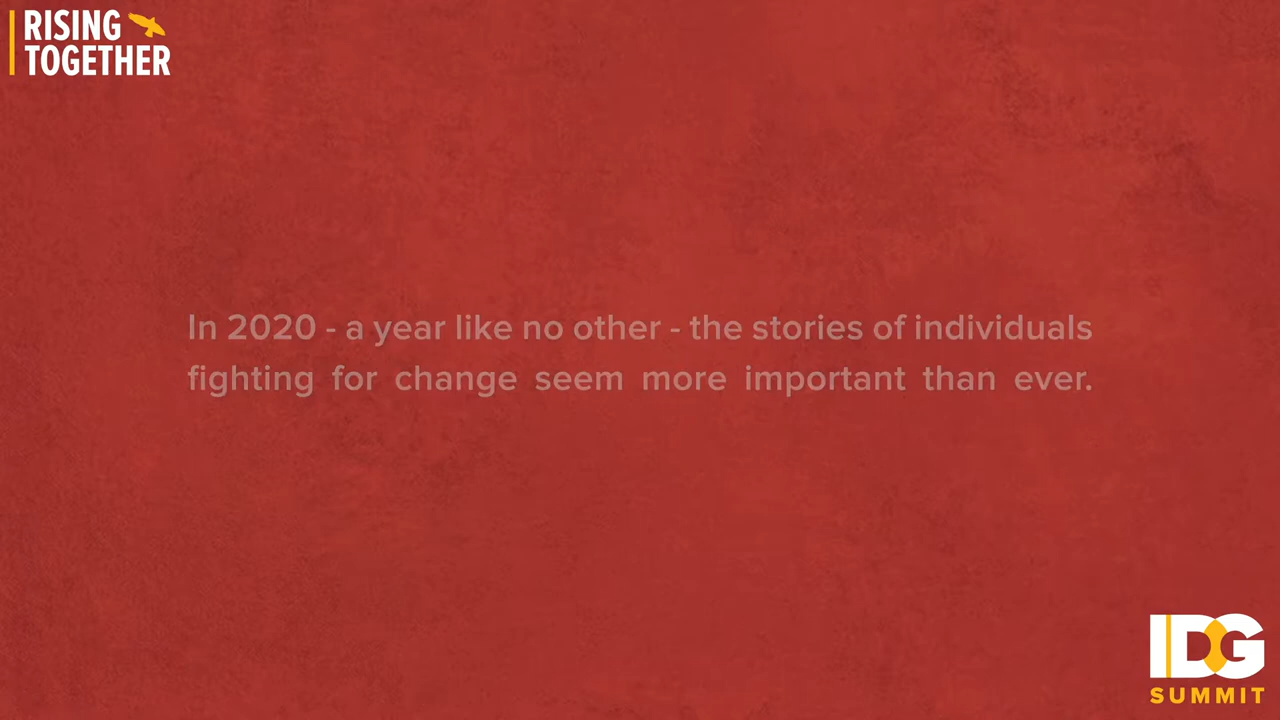 RISING
TOGETHER
In 2020 - a year like no other - the stories of individuals
fighting for change seem more important than ever.
IDG
SUMMIT